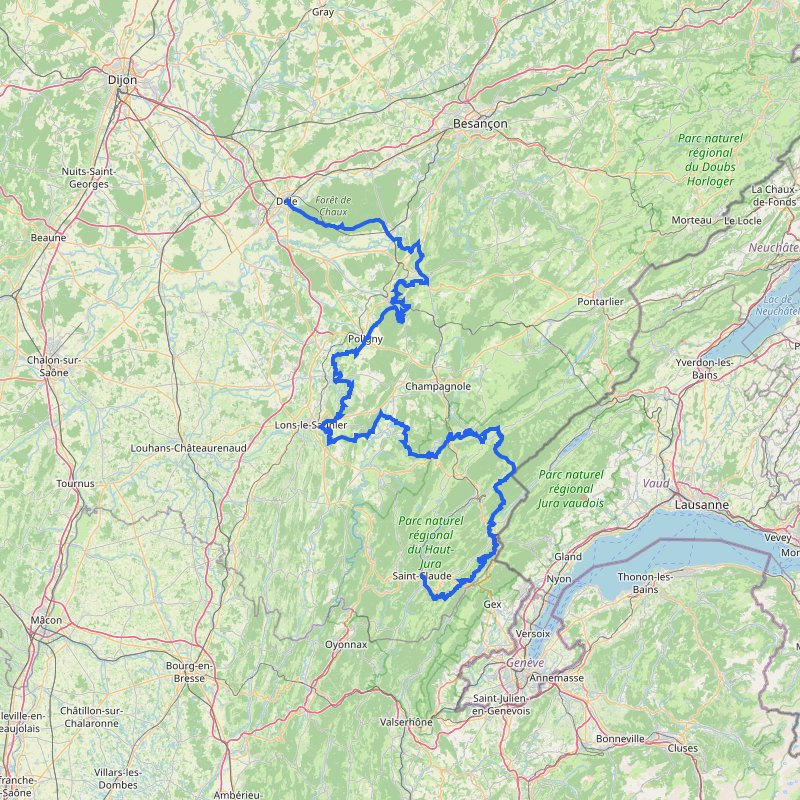 Gray
Dijon
Besançon
Parc naturel
régional
du Doubs
Horloger
Nuits-Saint-
Georges
La Chaux-
de-Fonds
Forêt de
Chaux
Dole
Morteau
Le Locle
Beaune
Neuchâtel
Lac de
Neuchâtel
Pontarlier
Poligny
Chalon-sur-
Saône
Yverdon-les-
Bains
Champagnole
Lons-le-Saunier
Louhans-Châteaurenaud
Tournus
Parc naturel
régional
Jura vaudois
Vaud
Lausanne
Parc naturel
régional
du Haut-
Jura
Vevey
Gland
Nyon
Saint-Claude
Thonon-les-
Bains
Gex
Mâcon
Versoix
Oyonnax
Genève
Annemasse
Bourg-en-
Bresse
Saint-Julien-
en-Genevois
Châtillon-sur-
Chalaronne
Valserhône
Bonneville
Cluses
Villars-les-
Dombes
Ambérieu-